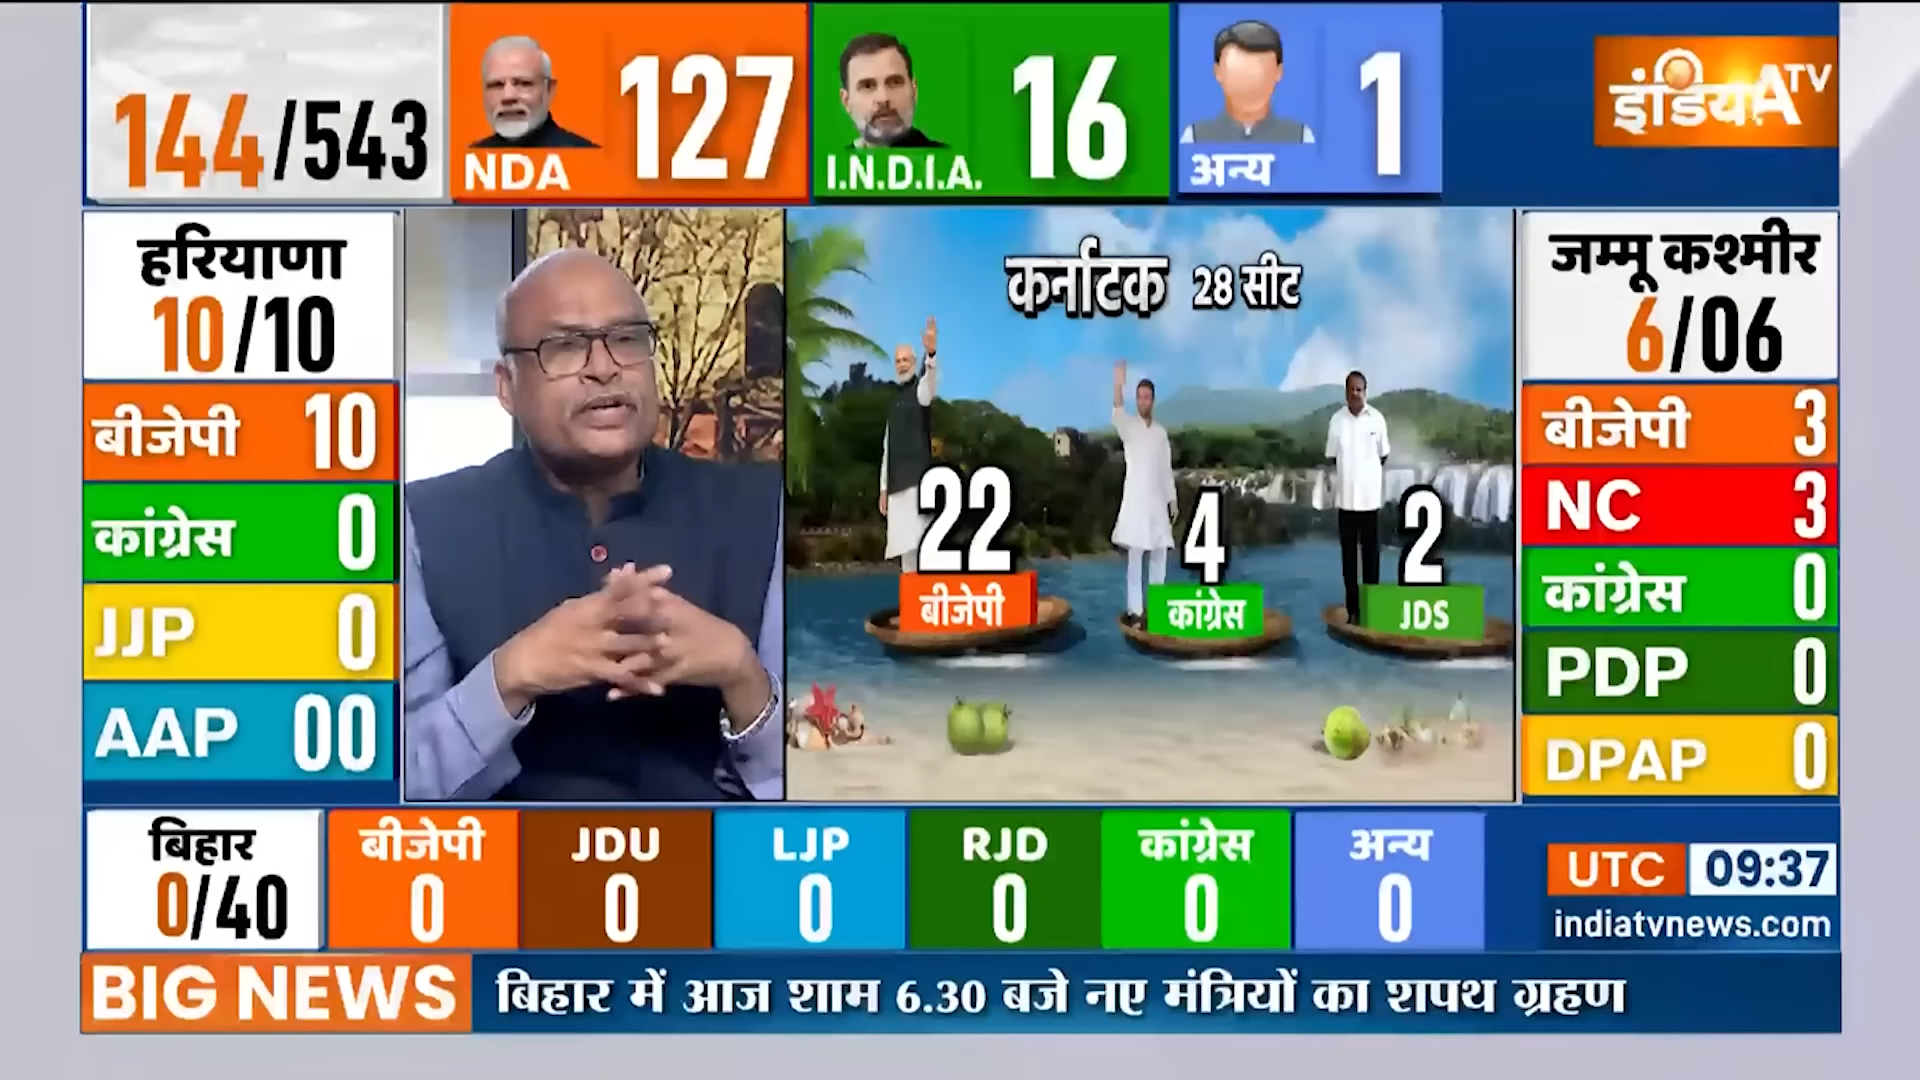 144/543
NDA
127
I.N.D.I.A.
16
अन्य
1
इंडिया TV
हरियाणा
10/10
बीजेपी 10
कांग्रेस 0
JJP 0
AAP 00
कर्नाटक 28 सीट
22
बीजेपी
4
कांग्रेस
2
JDS
जम्मू कश्मीर
6/06
बीजेपी 3
NC 3
कांग्रेस 0
PDP 0
DPAP 0
बिहार
0/40
बीजेपी
0
JDU
0
LJP
0
RJD
0
कांग्रेस
0
अन्य
0
UTC 09:37
indiatvnews.com
BIG NEWS
बिहार में आज शाम 6.30 बजे नए मंत्रियों का शपथ ग्रहण